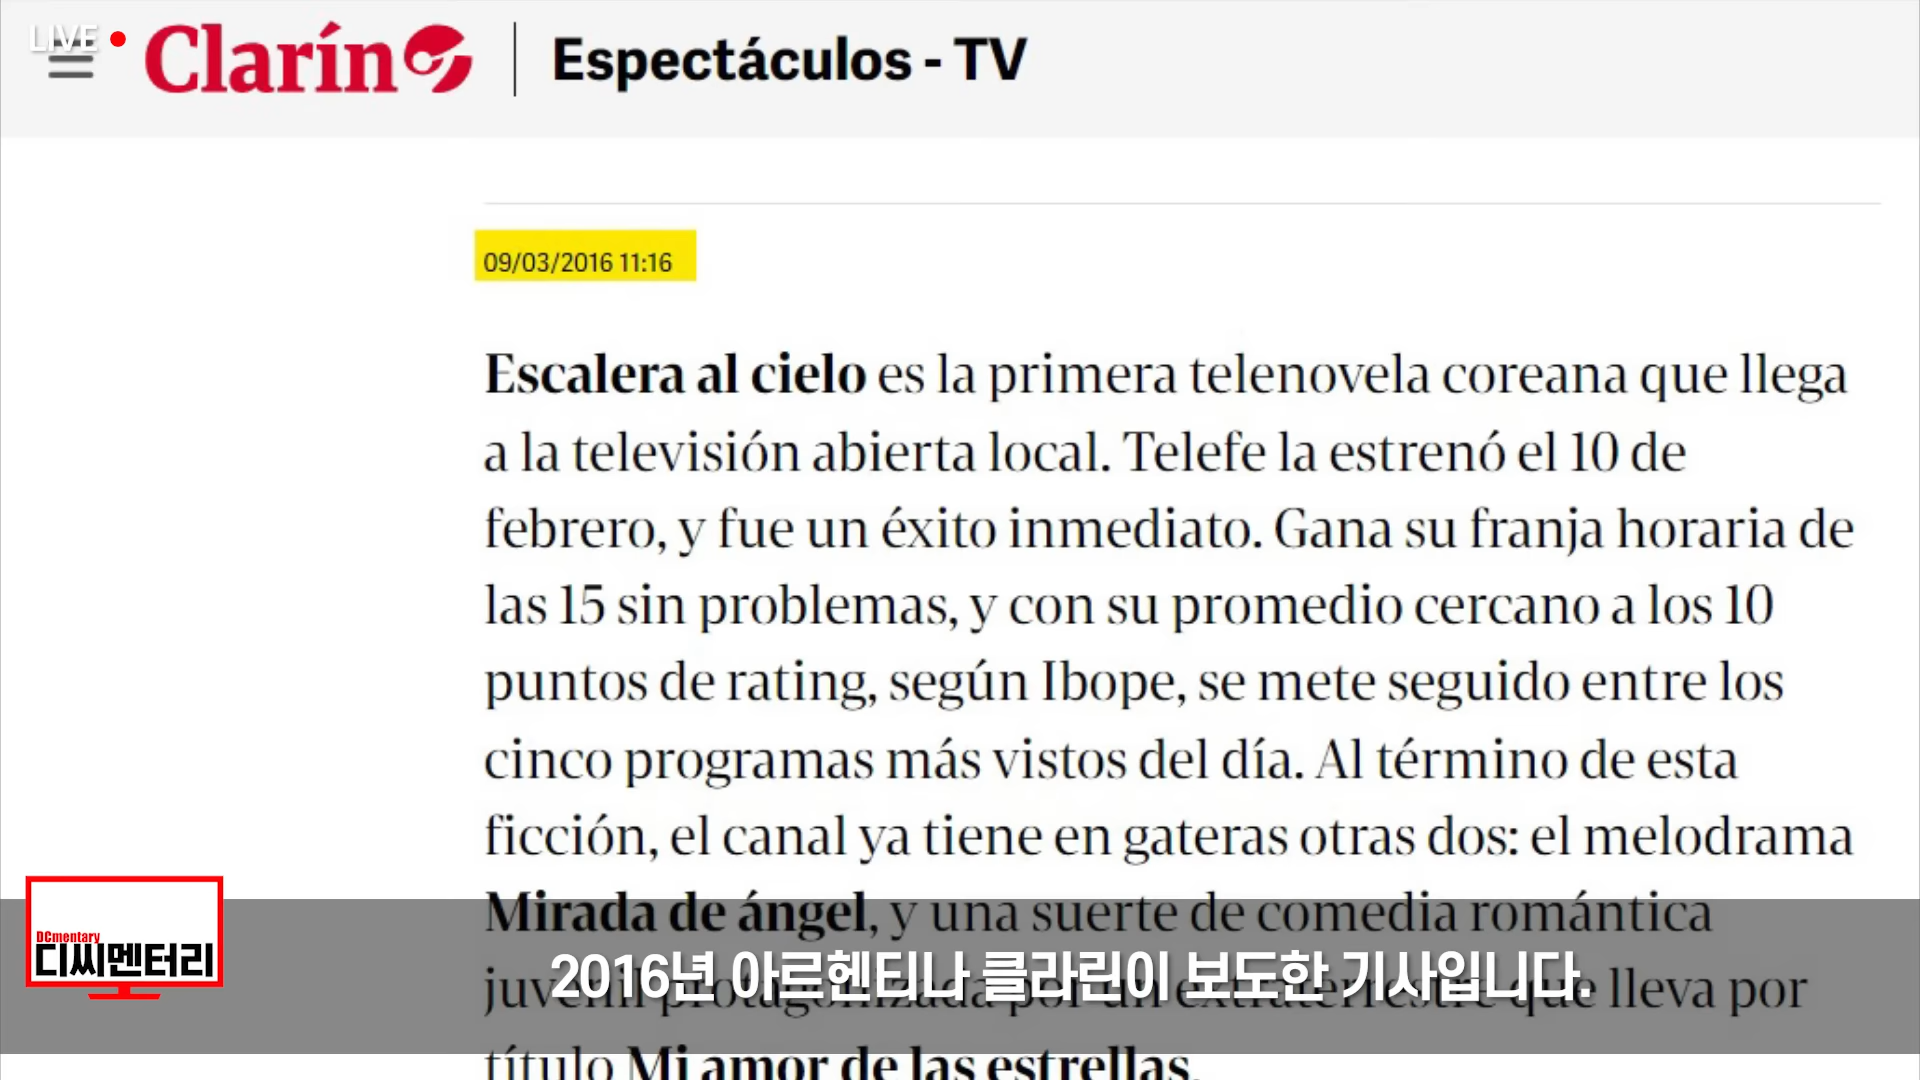 LIVE
Clarín
Espectáculos - TV
09/03/2016 11:16
Escalera al cielo es la primera telenovela coreana que llega
a la televisión abierta local. Telefe la estrenó el 10 de
febrero, y fue un éxito inmediato. Gana su franja horaria de
las 15 sin problemas, y con su promedio cercano a los 10
puntos de rating, según Ibope, se mete seguido entre los
cinco programas más vistos del día. Al término de esta
ficción, el canal ya tiene en gateras otras dos: el melodrama
Mirada de ángel, y una suerte de comedia romántica
juvenil protagonizada por un extraterrestre que lleva por
título Mi amor de las estrellas.
DCmentary
디씨멘터리
2016년 아르헨티나 클라린이 보도한 기사입니다.